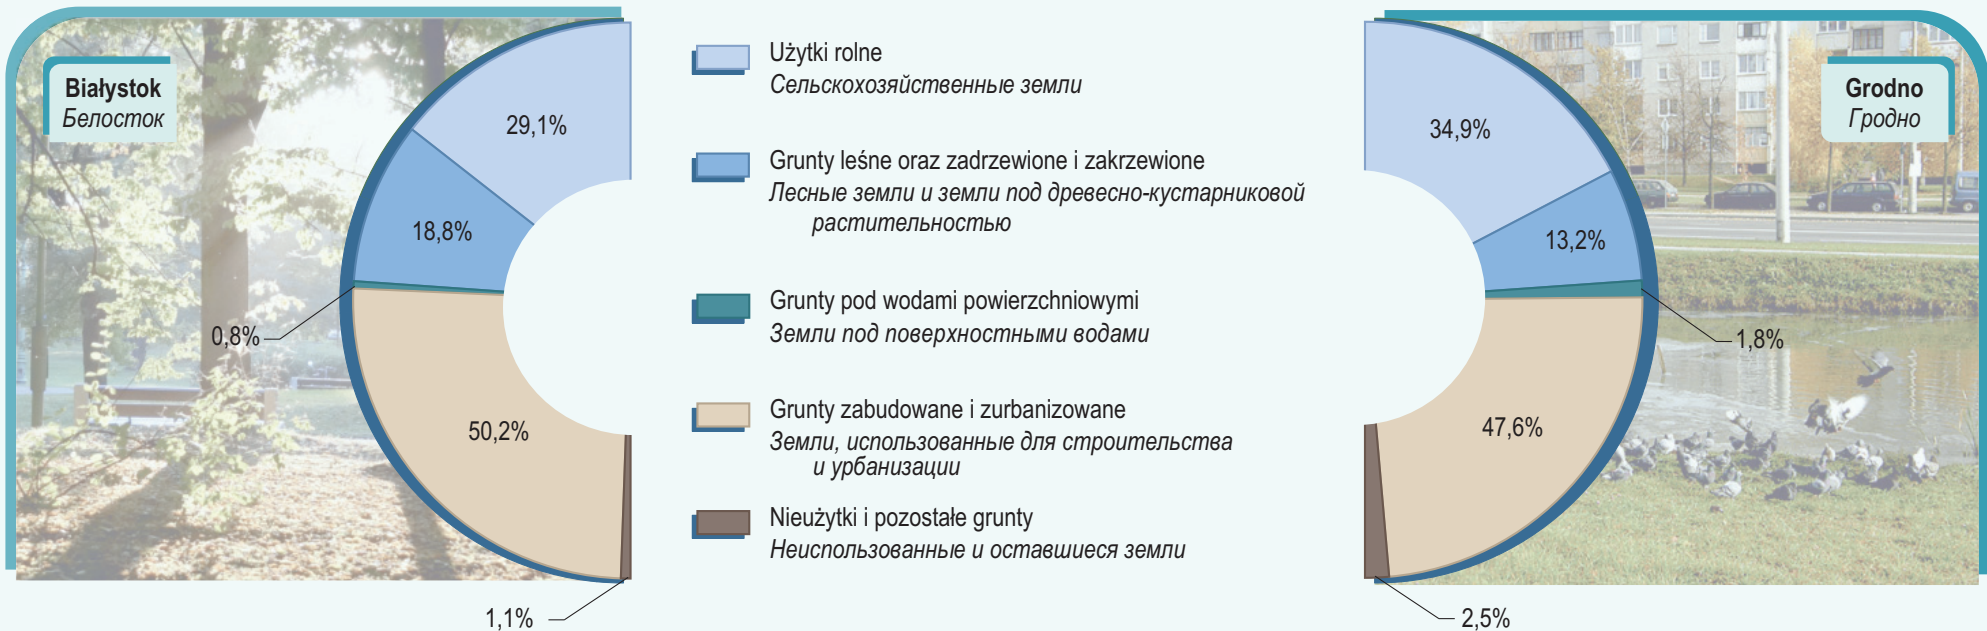 Białystok
Белосток
29,1%
18,8%
0,8%
50,2%
1,1%
Użytki rolne
Сельскохозяйственные земли
Grunty leśne oraz zadrzewione i zakrzewione
Лесные земли и земли под древесно-кустарниковой
растительностью
Grunty pod wodami powierzchniowymi
Земли под поверхностными водами
Grunty zabudowane i zurbanizowane
Земли, использованные для строительства
и урбанизации
Nieużytki i pozostałe grunty
Неиспользованные и оставшиеся земли
Grodno
Гродно
34,9%
13,2%
1,8%
47,6%
2,5%